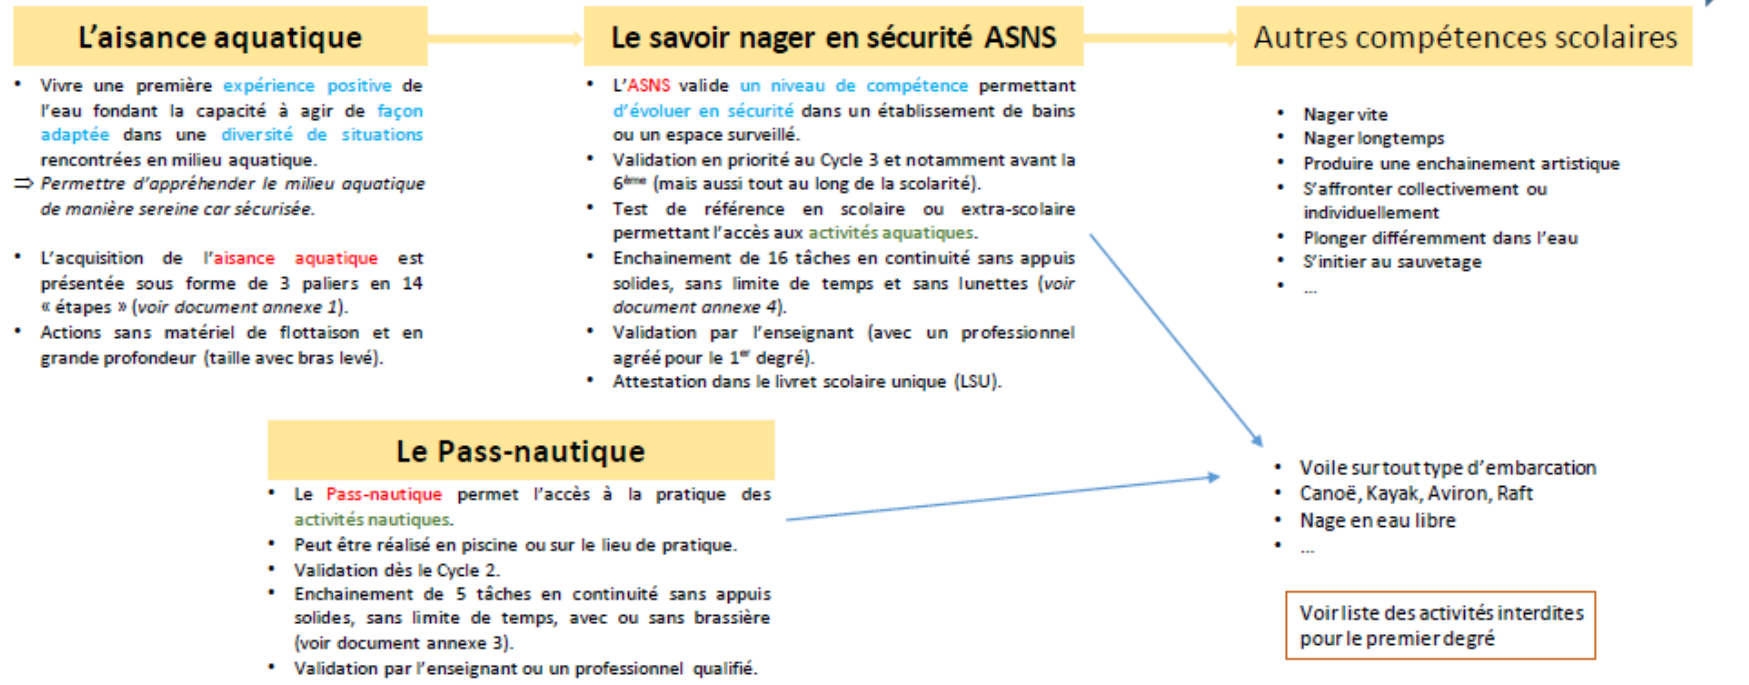 L'aisance aquatique
• Vivre une première expérience positive de
l'eau fondant la capacité à agir de façon
adaptée dans une diversité de situations
rencontrées en milieu aquatique.
⇒ Permettre d'appréhender le milieu aquatique
de manière sereine car sécurisée.
• L'acquisition de l'aisance aquatique est
présentée sous forme de 3 paliers en 14
« étapes » (voir document annexe 1).
• Actions sans matériel de flottaison et en
grande profondeur (taille avec bras levé).
Le savoir nager en sécurité ASNS
• L'ASNS valide un niveau de compétence permettant
d'évoluer en sécurité dans un établissement de bains
ou un espace surveillé.
• Validation en priorité au Cycle 3 et notamment avant la
6ème (mais aussi tout au long de la scolarité).
• Test de référence en scolaire ou extra-scolaire
permettant l'accès aux activités aquatiques.
• Enchainement de 16 tâches en continuité sans appuis
solides, sans limite de temps et sans lunettes (voir
document annexe 4).
• Validation par l'enseignant (avec un professionnel
agréé pour le 1er degré).
• Attestation dans le livret scolaire unique (LSU).
Autres compétences scolaires
• Nager vite
• Nager longtemps
• Produire une enchainement artistique
• S'affronter collectivement ou
individuellement
• Plonger différemment dans l'eau
• S'initier au sauvetage
• ...
Le Pass-nautique
• Le Pass-nautique permet l'accès à la pratique des
activités nautiques.
• Peut être réalisé en piscine ou sur le lieu de pratique.
• Validation dès le Cycle 2.
• Enchainement de 5 tâches en continuité sans appuis
solides, sans limite de temps, avec ou sans brassière
(voir document annexe 3).
• Validation par l'enseignant ou un professionnel qualifié.
• Voile sur tout type d'embarcation
• Canoë, Kayak, Aviron, Raft
• Nage en eau libre
• ...
Voir liste des activités interdites
pour le premier degré